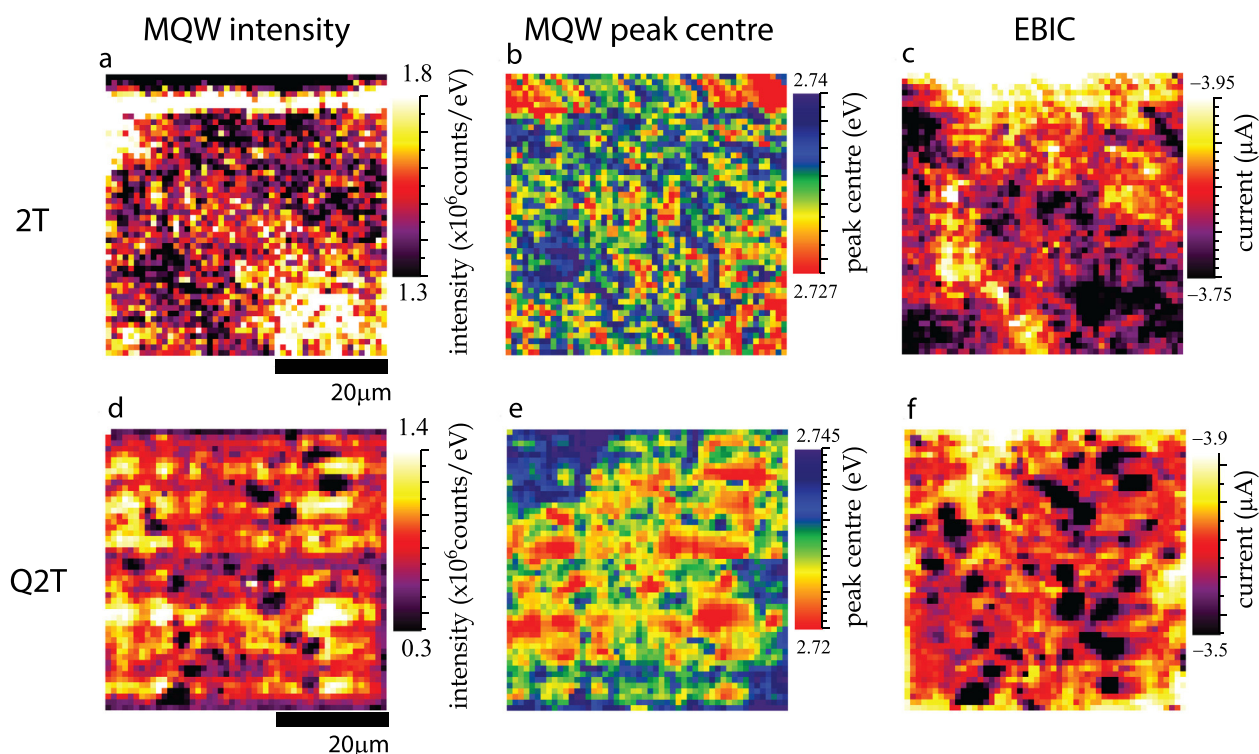 MQW intensity
MQW peak centre
EBIC
a
1.8
b
2.74
c
−3.95
2T
intensity (x10⁶counts/eV)
peak centre (eV)
current (µA)
1.3
2.727
−3.75
20µm
d
1.4
e
2.745
f
−3.9
Q2T
intensity (x10⁶counts/eV)
peak centre (eV)
current (µA)
0.3
2.72
−3.5
20µm